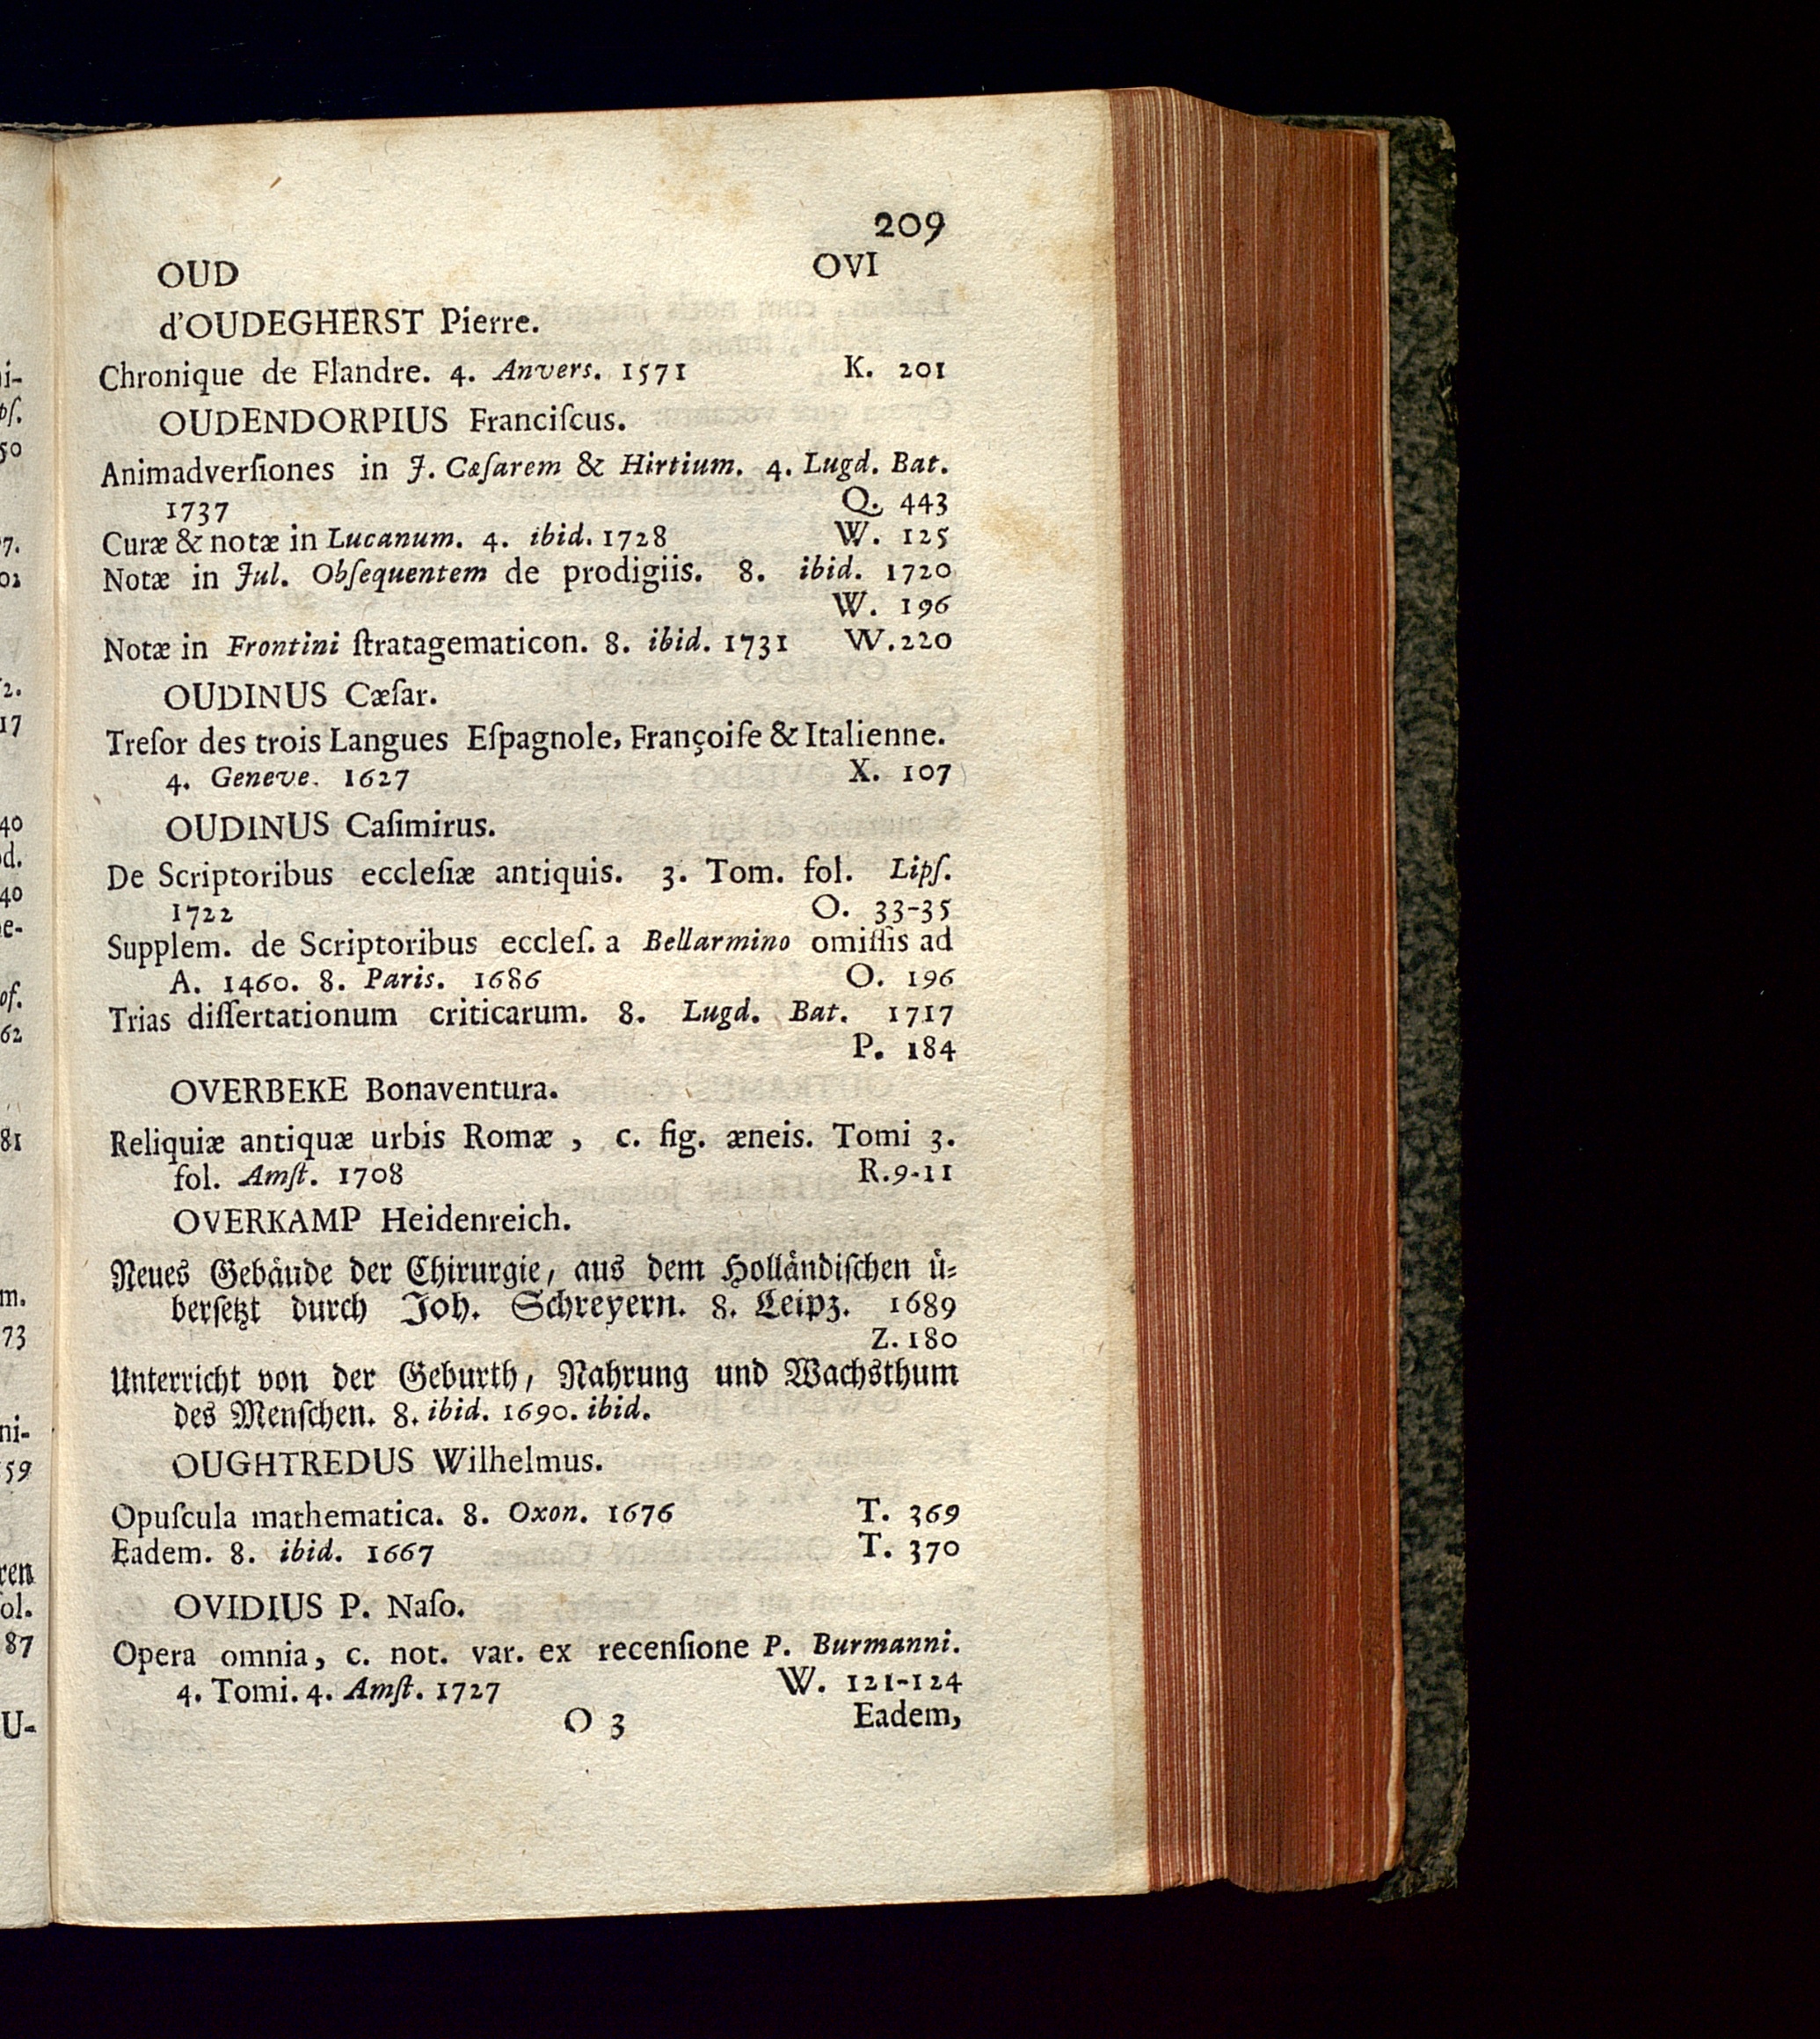 209
OUD OVI
d'OUDEGHERST Pierre.
Chronique de Flandre. 4. Anvers. 1571 K. 201
OUDENDORPIUS Franciſcus.
Animadverſiones in J. Cæſarem & Hirtium. 4. Lugd. Bat.
1737 Q. 443
Curæ & notæ in Lucanum. 4. ibid. 1728 W. 125
Notæ in Jul. Obſequentem de prodigiis. 8. ibid. 1720
W. 196
Notæ in Frontini ſtratagematicon. 8. ibid. 1731 W. 220
OUDINUS Cæſar.
Treſor des trois Langues Eſpagnole, Françoiſe & Italienne.
4. Geneve. 1627 X. 107
OUDINUS Caſimirus.
De Scriptoribus eccleſiæ antiquis. 3. Tom. fol. Lipſ.
1722 O. 33-35
Supplem. de Scriptoribus eccleſ. a Bellarmino omiſſis ad
A. 1460. 8. Paris. 1686 O. 196
Trias diſſertationum criticarum. 8. Lugd. Bat. 1717
P. 184
OVERBEKE Bonaventura.
Reliquiæ antiquæ urbis Romæ , c. fig. æneis. Tomi 3.
fol. Amſt. 1708 R. 9-11
OVERKAMP Heidenreich.
Neues Gebäude der Chirurgie, aus dem Holländiſchen ü-
berſetzt durch Joh. Schreyern. 8. Leipz. 1689
Z. 180
Unterricht von der Geburth, Nahrung und Wachsthum
des Menſchen. 8. ibid. 1690. ibid.
OUGHTREDUS Wilhelmus.
Opuſcula mathematica. 8. Oxon. 1676 T. 369
Eadem. 8. ibid. 1667 T. 370
OVIDIUS P. Naſo.
Opera omnia, c. not. var. ex recenſione P. Burmanni.
4. Tomi. 4. Amſt. 1727 W. 121-124
O 3 Eadem,